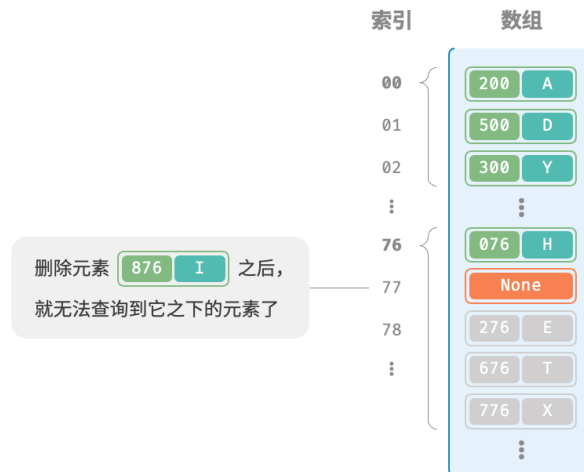 索引 数组
00 200 A
01 500 D
02 300 Y
76 076 H
删除元素 876 I 之后，
就无法查询到它之下的元素了
77 None
78 276 E
676 T
776 X